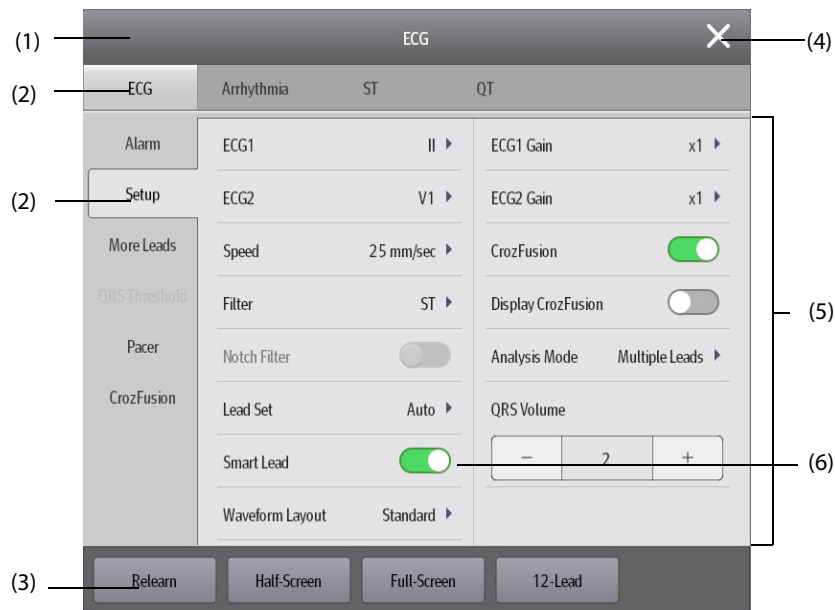 (1) ECG (4)
(2) ECG Arrhythmia ST QT
Alarm ECG1 II ECG1 Gain x1
(2) Setup ECG2 V1 ECG2 Gain x1
More Leads Speed 25 mm/sec CrozFusion
QRS Threshold Filter ST Display CrozFusion (5)
Pacer Notch Filter Analysis Mode Multiple Leads
CrozFusion Lead Set Auto QRS Volume
Smart Lead − 2 + (6)
Waveform Layout Standard
(3) Relearn Half-Screen Full-Screen 12-Lead